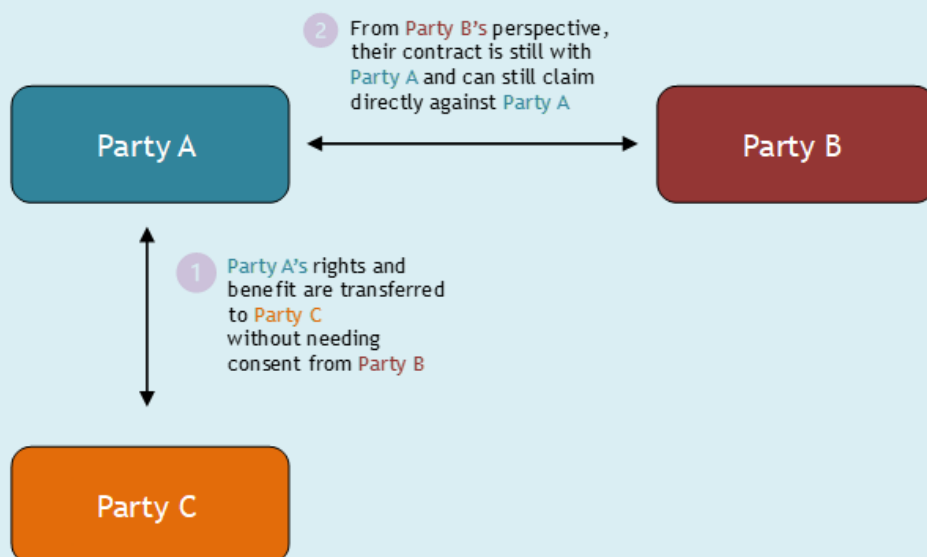 2
From Party B's perspective,
their contract is still with
Party A and can still claim
directly against Party A
Party A
Party B
1
Party A's rights and
benefit are transferred
to Party C
without needing
consent from Party B
Party C